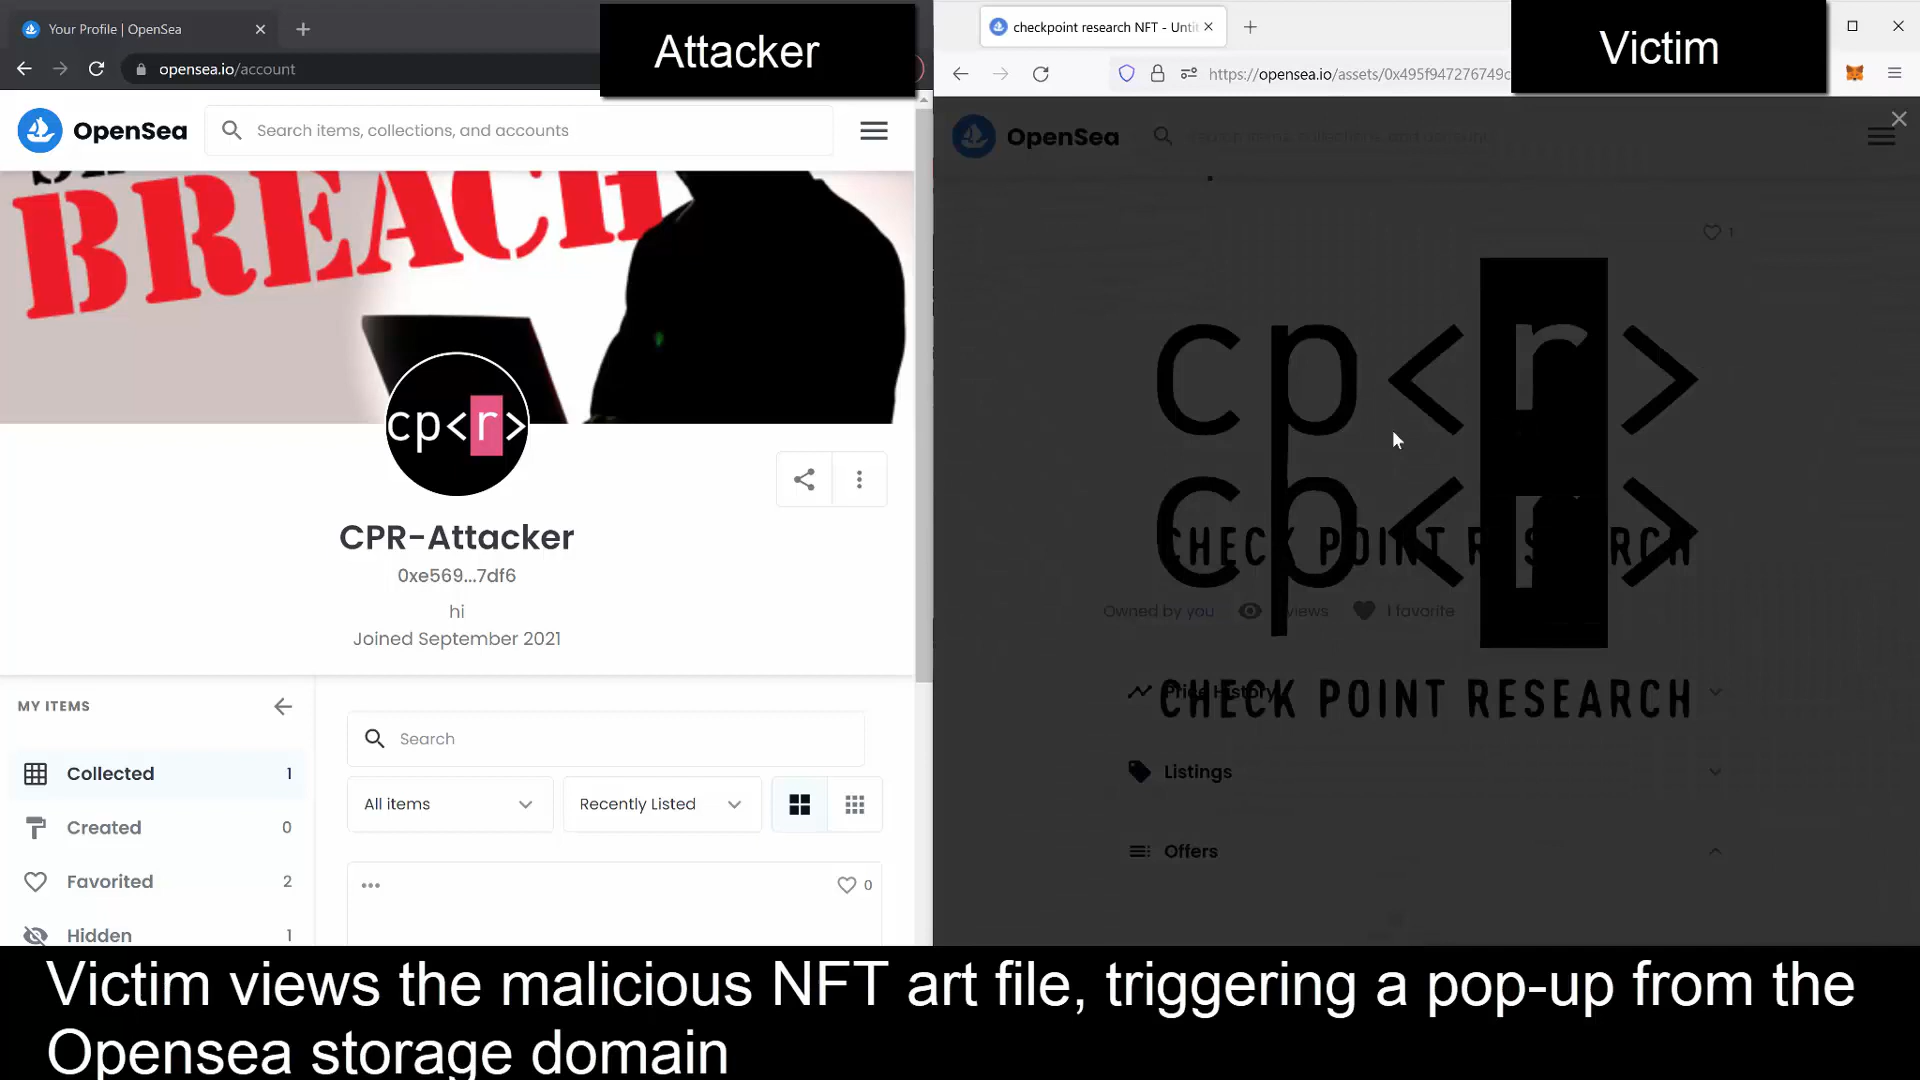 Your Profile | OpenSea
opensea.io/account
Attacker
checkpoint research NFT - Unti
https://opensea.io/assets/0x495f947276749c
Victim
OpenSea
Search items, collections, and accounts
BREACH
cp<r>
CPR-Attacker
0xe569...7df6
hi
Joined September 2021
MY ITEMS
Collected 1
Created 0
Favorited 2
Hidden 1
Search
All items
Recently Listed
0
OpenSea
1
cp<r>
CHECK POINT RESEARCH
cp<r>
Owned by you views 1 favorite
Price History
CHECK POINT RESEARCH
Listings
Offers
Victim views the malicious NFT art file, triggering a pop-up from the
Opensea storage domain